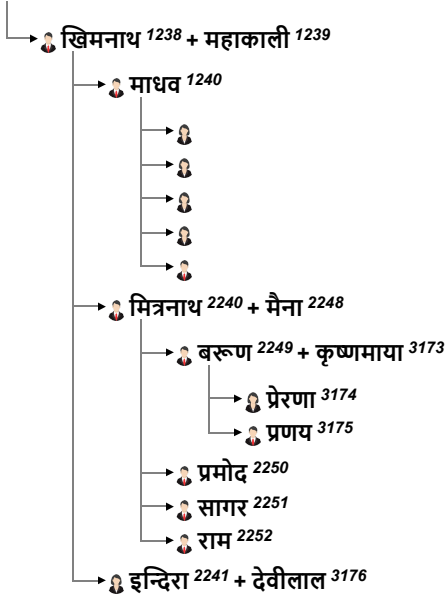 खिमनाथ 1238 + महाकाली 1239
माधव 1240
मित्रनाथ 2240 + मैना 2248
बरूण 2249 + कृष्णमाया 3173
प्रेरणा 3174
प्रणय 3175
प्रमोद 2250
सागर 2251
राम 2252
इन्दिरा 2241 + देवीलाल 3176